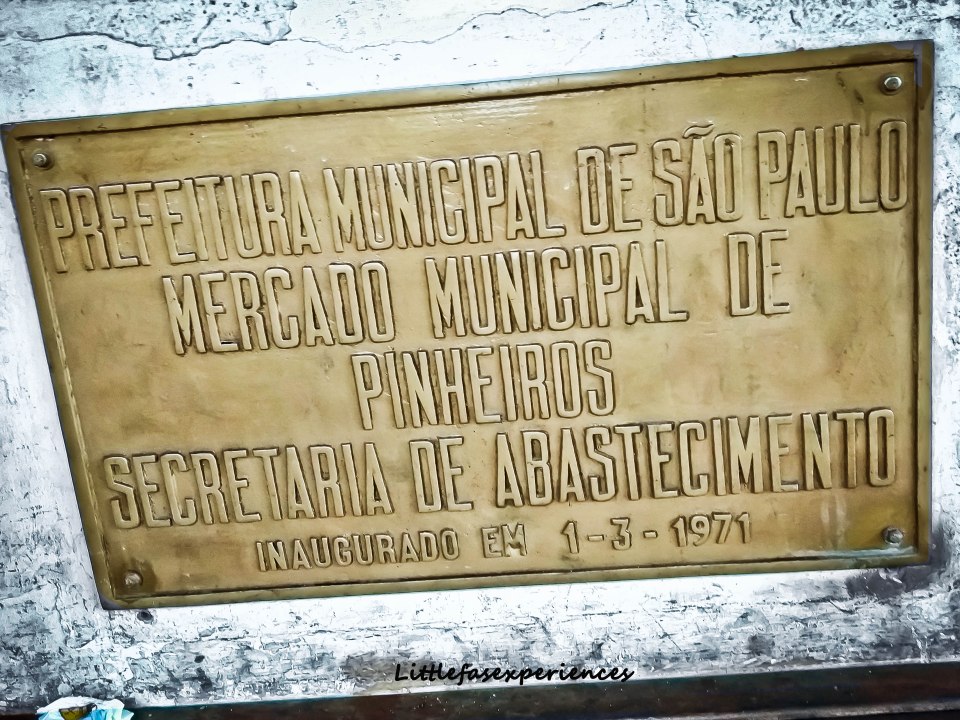 PREFEITURA MUNICIPAL DE SÃO PAULO
MERCADO MUNICIPAL DE
PINHEIROS
SECRETARIA DE ABASTECIMENTO
INAUGURADO EM 1-3-1971
Littlefasexperiences